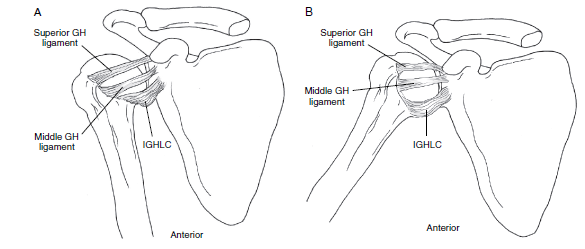 A
Superior GH
ligament
Middle GH
ligament
IGHLC
Anterior
B
Superior GH
ligament
Middle GH
ligament
IGHLC
Anterior